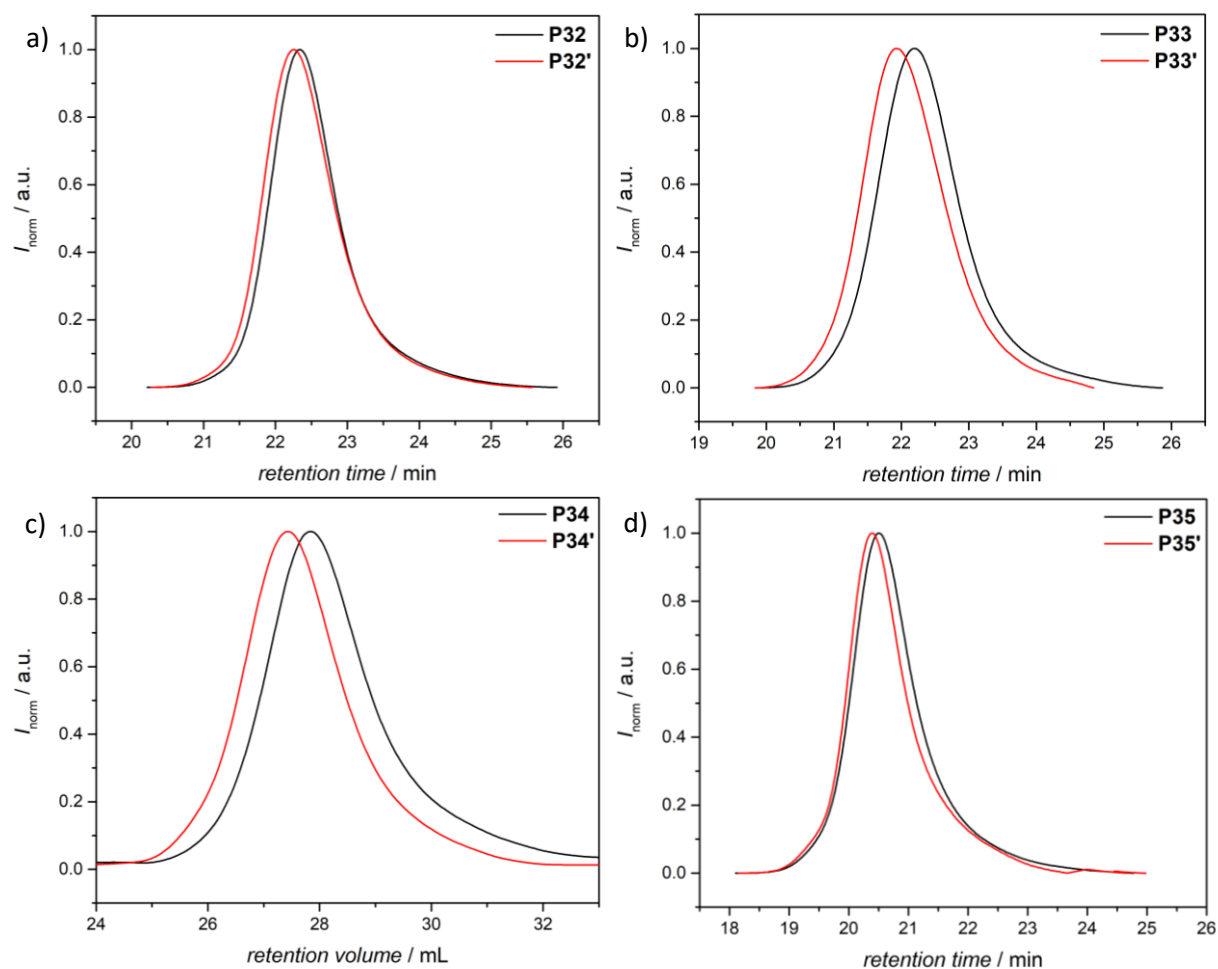 a)
P32
P32'
1.0
0.8
0.6
0.4
0.2
0.0
I norm / a.u.
20 21 22 23 24 25 26
retention time / min
b)
P33
P33'
1.0
0.8
0.6
0.4
0.2
0.0
I norm / a.u.
19 20 21 22 23 24 25 26
retention time / min
c)
P34
P34'
1.0
0.8
0.6
0.4
0.2
0.0
I norm / a.u.
24 26 28 30 32
retention volume / mL
d)
P35
P35'
1.0
0.8
0.6
0.4
0.2
0.0
I norm / a.u.
18 19 20 21 22 23 24 25 26
retention time / min